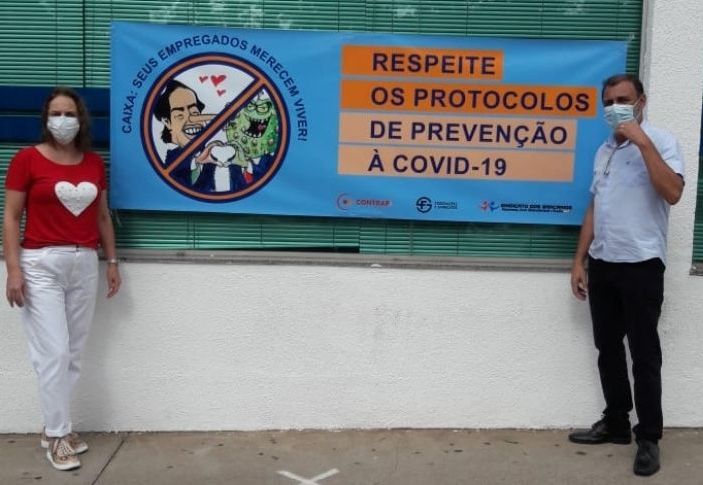 CAIXA: SEUS EMPREGADOS MERECEM VIVER!
RESPEITE
OS PROTOCOLOS
DE PREVENÇÃO
À COVID-19
CONTRAF
SINDICATO DOS BANCÁRIOS